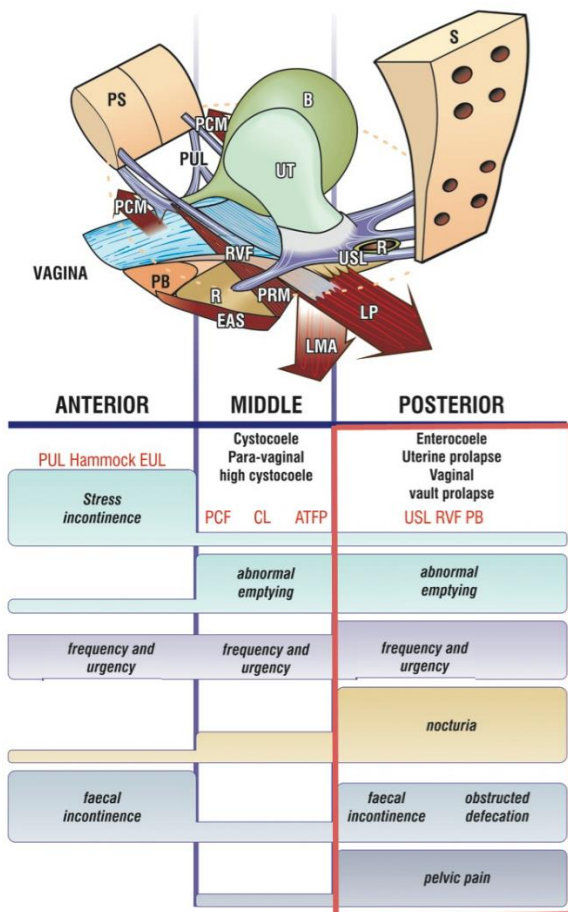 S
PS
B
PCM
PUL
UT
PCM
R
RVF
USL
VAGINA
PB
R
PRM
LP
EAS
LMA
ANTERIOR
MIDDLE
POSTERIOR
PUL Hammock EUL
Cystocoele
Para-vaginal
high cystocoele
PCF CL ATFP
Enterocoele
Uterine prolapse
Vaginal
vault prolapse
USL RVF PB
Stress
incontinence
abnormal
emptying
abnormal
emptying
frequency and
urgency
frequency and
urgency
frequency and
urgency
nocturia
faecal
incontinence
faecal
incontinence
obstructed
defecation
pelvic pain